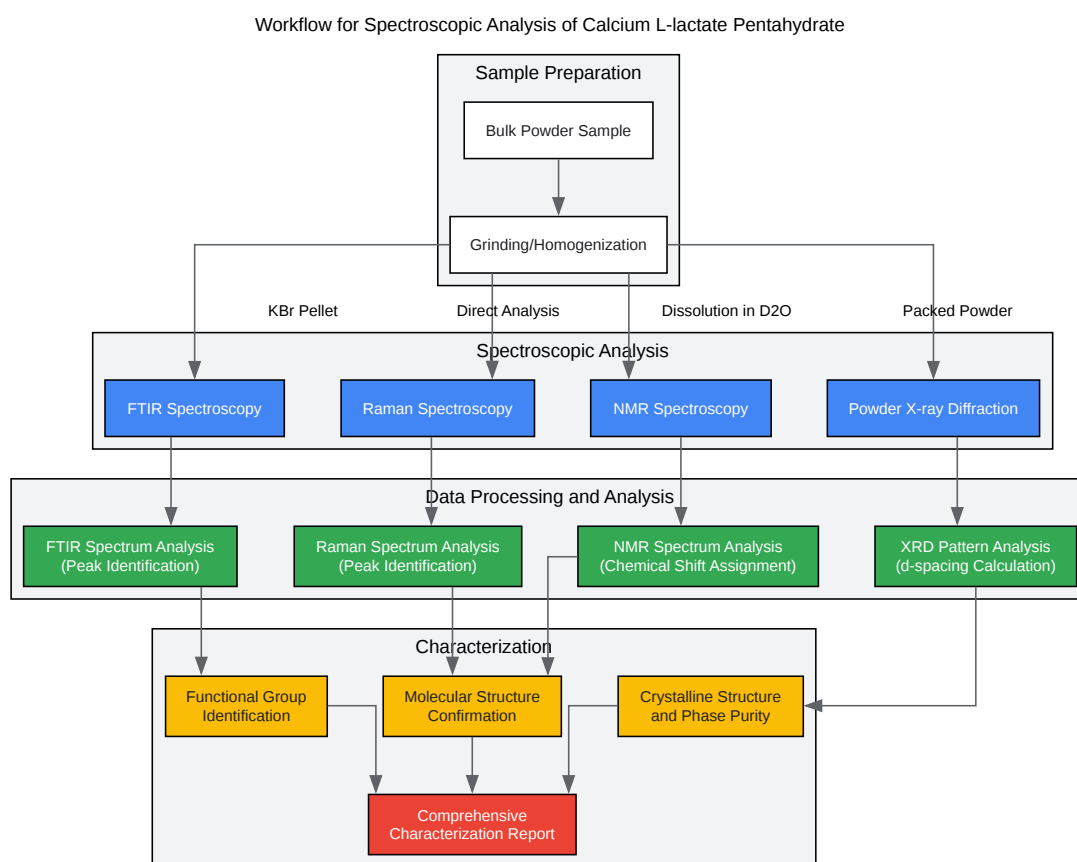 Workflow for Spectroscopic Analysis of Calcium L-lactate Pentahydrate
Sample Preparation
Bulk Powder Sample
Grinding/Homogenization
KBr Pellet
Direct Analysis
Dissolution in D2O
Packed Powder
Spectroscopic Analysis
FTIR Spectroscopy
Raman Spectroscopy
NMR Spectroscopy
Powder X-ray Diffraction
Data Processing and Analysis
FTIR Spectrum Analysis
(Peak Identification)
Raman Spectrum Analysis
(Peak Identification)
NMR Spectrum Analysis
(Chemical Shift Assignment)
XRD Pattern Analysis
(d-spacing Calculation)
Characterization
Functional Group
Identification
Molecular Structure
Confirmation
Crystalline Structure
and Phase Purity
Comprehensive
Characterization Report